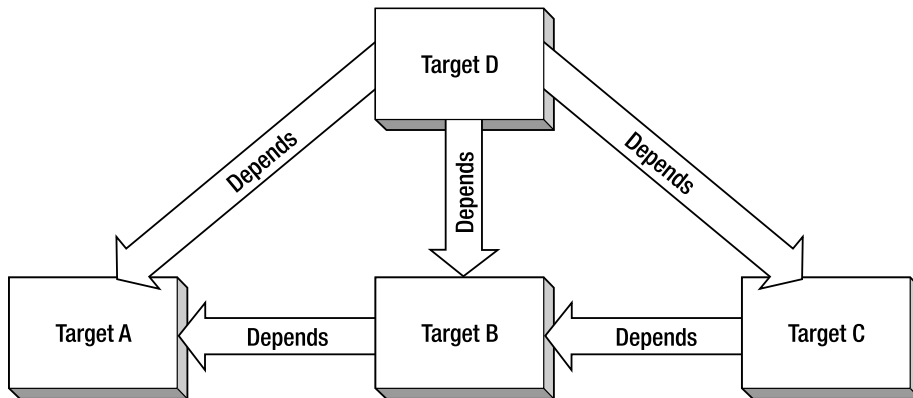 Target D
Depends
Depends
Depends
Target A
Depends
Target B
Depends
Target C